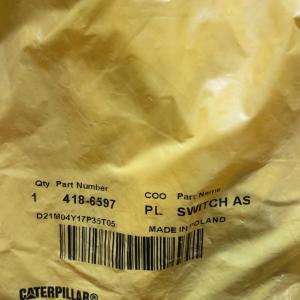 Qty Part Number COO Part Name
1 418-6597 PL SWITCH AS
D21M04Y17P35T05 MADE IN POLAND
CATERPILLAR®